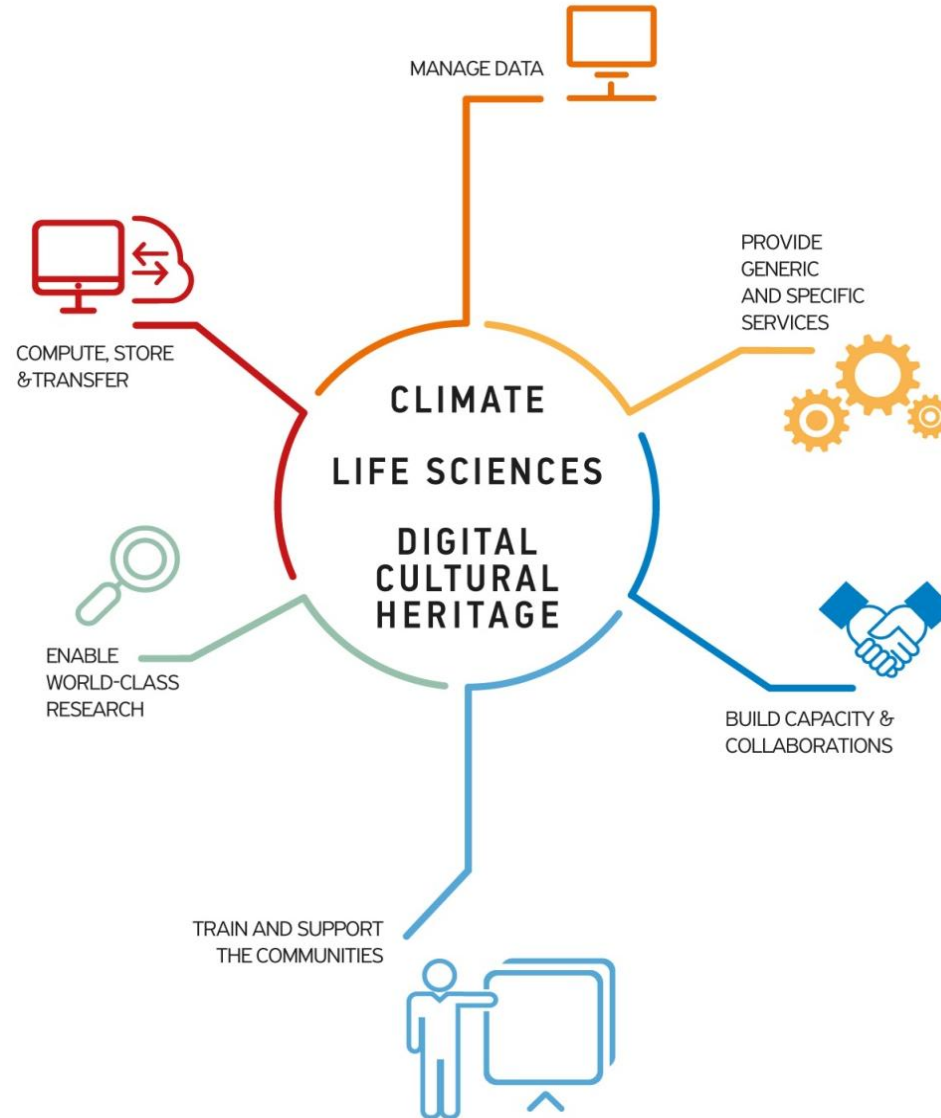 MANAGE DATA
PROVIDE
GENERIC
AND SPECIFIC
SERVICES
COMPUTE, STORE
& TRANSFER
CLIMATE
LIFE SCIENCES
DIGITAL
CULTURAL
HERITAGE
ENABLE
WORLD-CLASS
RESEARCH
BUILD CAPACITY &
COLLABORATIONS
TRAIN AND SUPPORT
THE COMMUNITIES